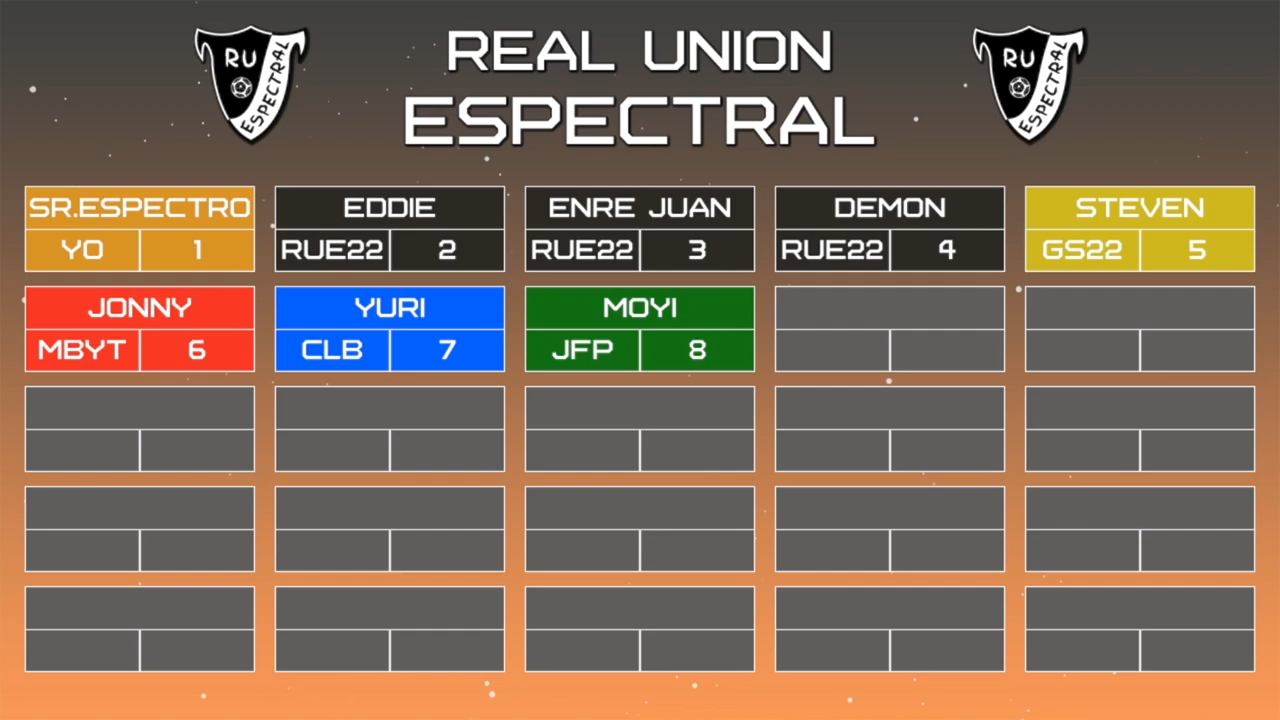 RU
ESPECTRAL
REAL UNION
ESPECTRAL
RU
ESPECTRAL
SR.ESPECTRO
YO 1
EDDIE
RUE22 2
ENRE JUAN
RUE22 3
DEMON
RUE22 4
STEVEN
GS22 5
JONNY
MBYT 6
YURI
CLB 7
MOYI
JFP 8